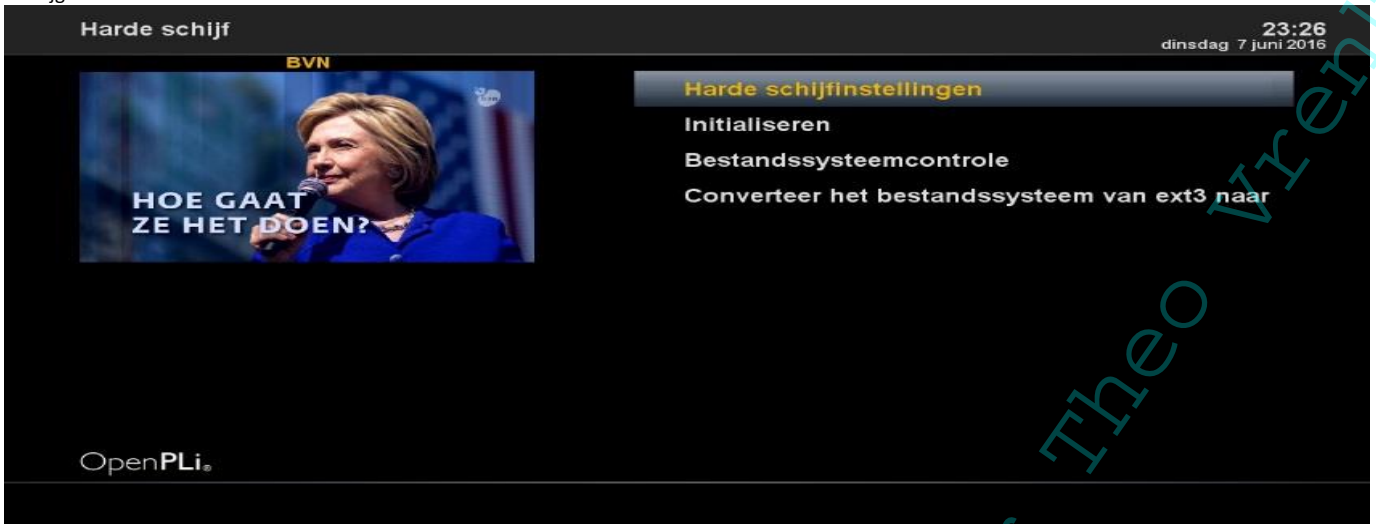 Harde schijf
23:26
dinsdag 7 juni 2016
BVN
HOE GAAT
ZE HET DOEN?
Harde schijfinstellingen
Initialiseren
Bestandssysteemcontrole
Converteer het bestandssysteem van ext3 naar
OpenPLi®
Theo